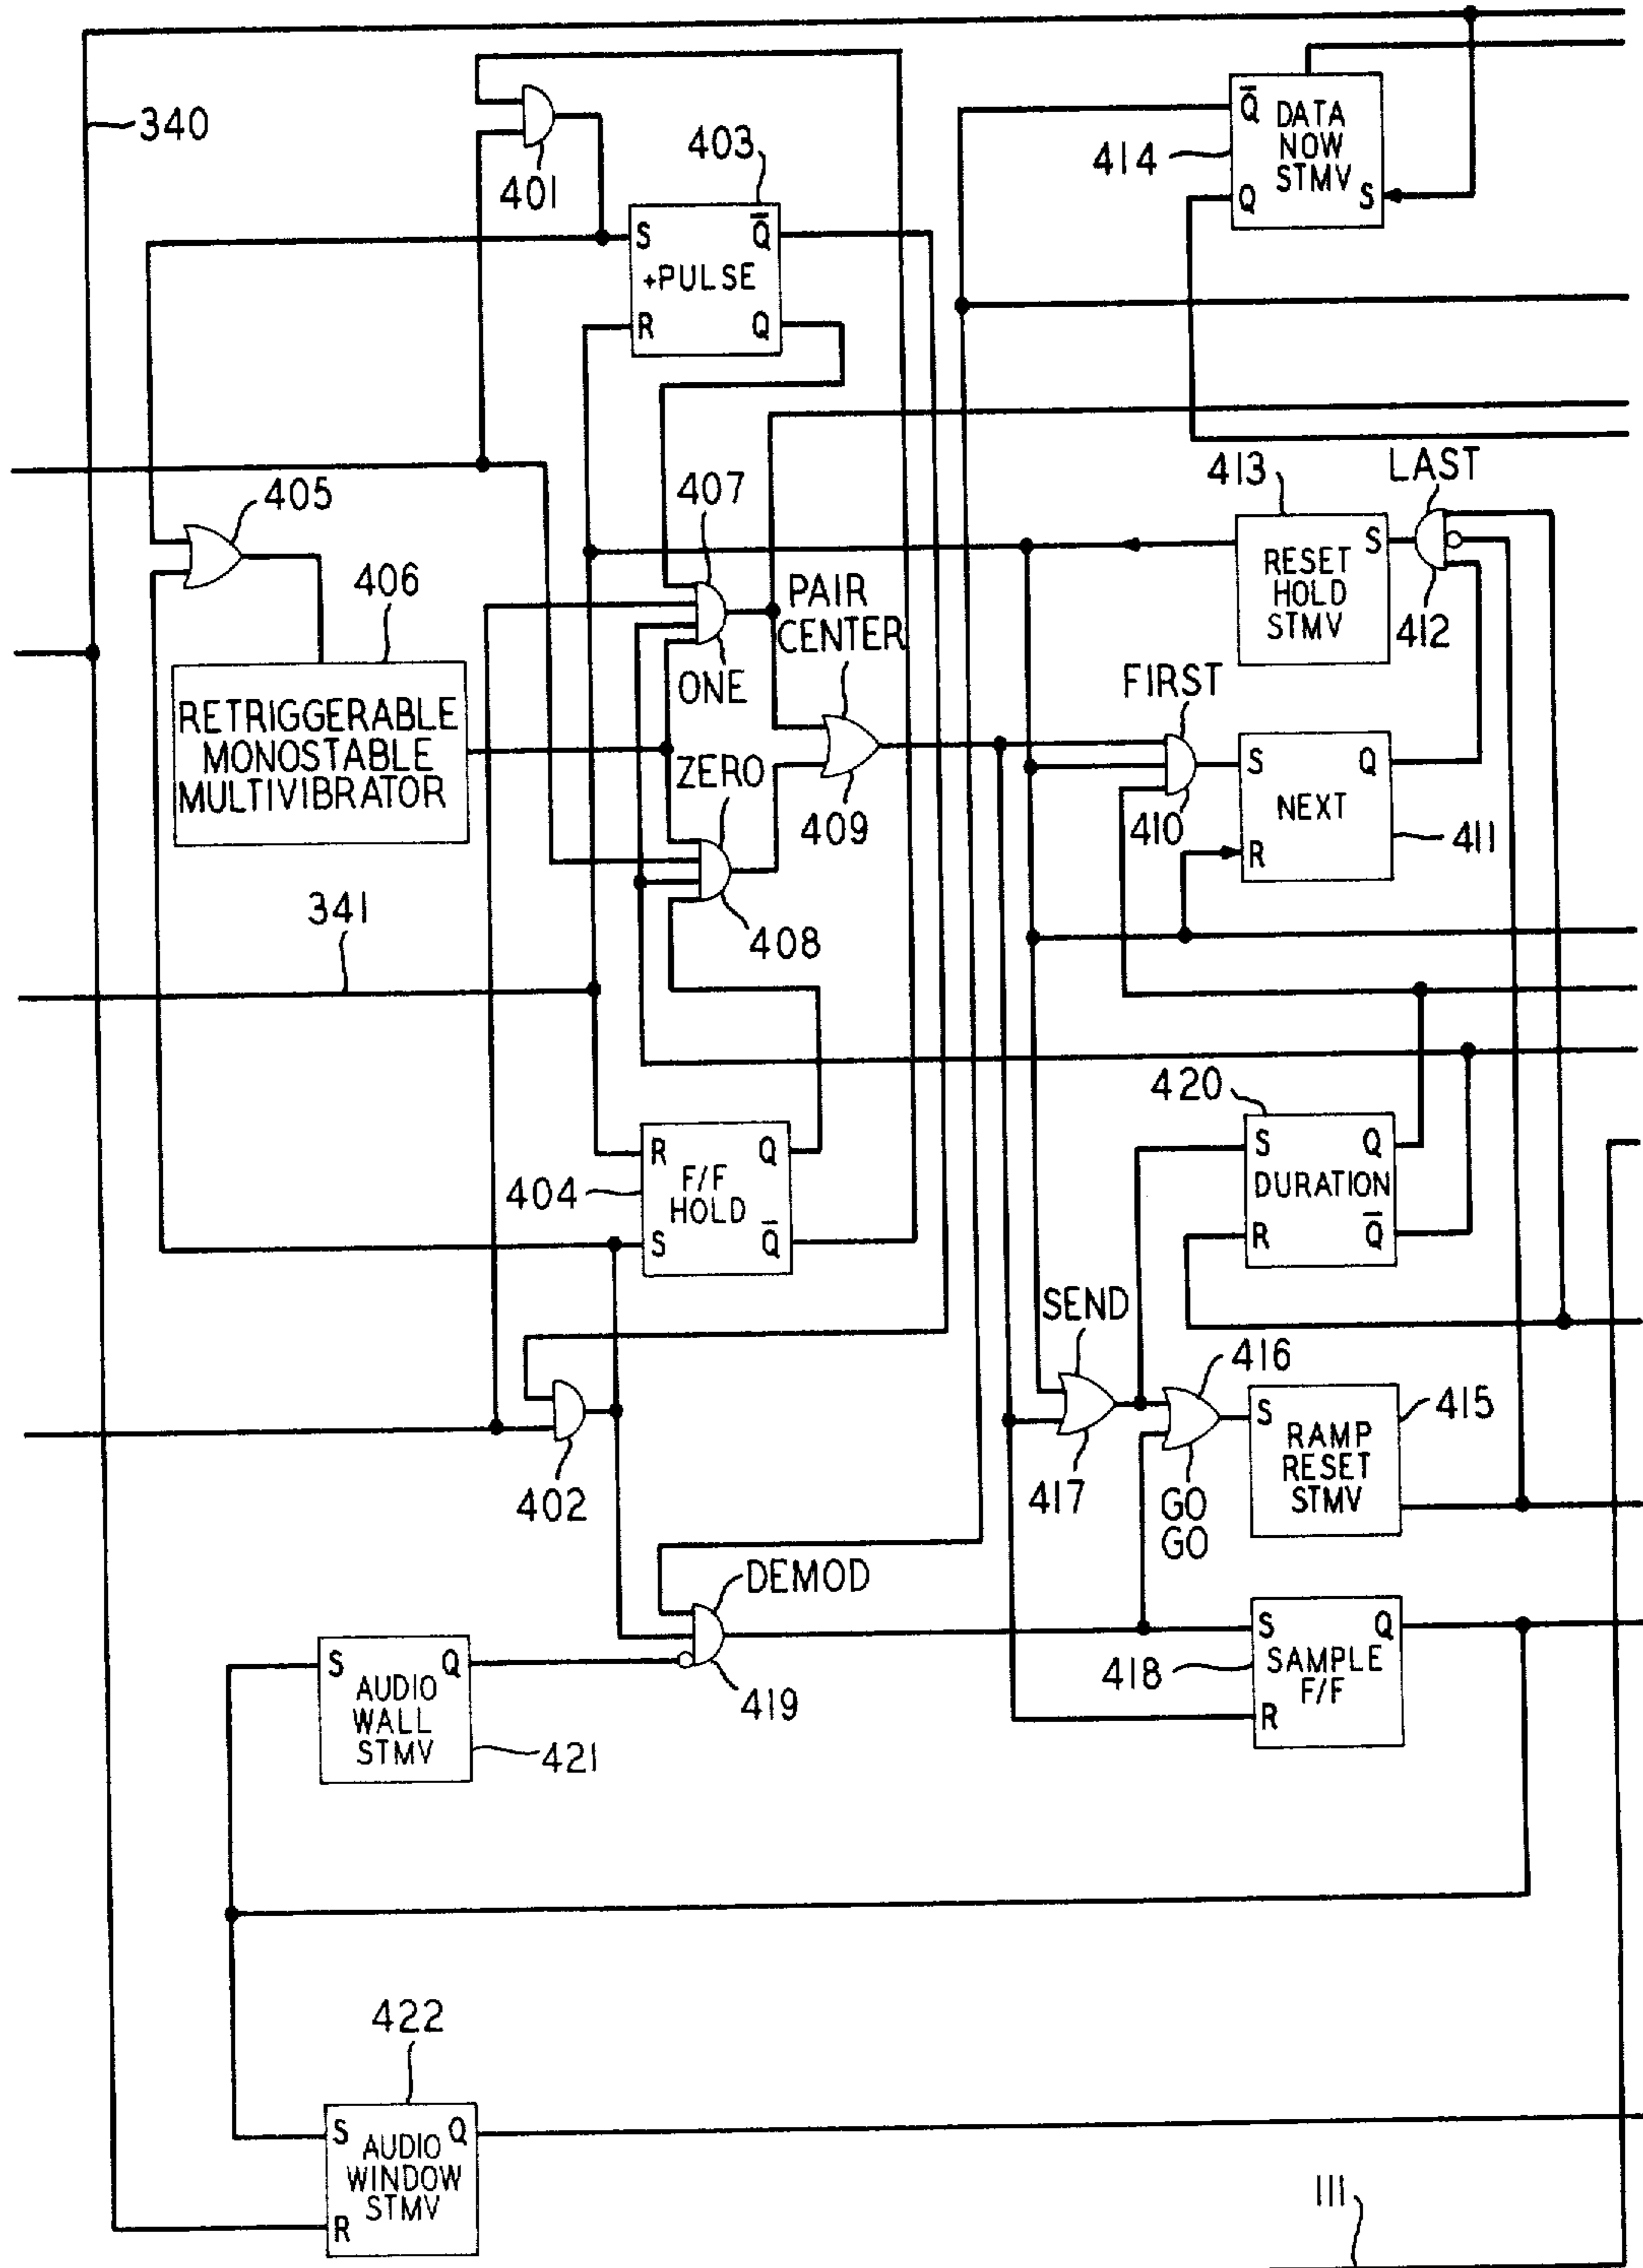 340
401
403
S Q̅
+PULSE
R Q
Q̅ DATA
NOW
STMV
Q S
414
405
406
RETRIGGERABLE
MONOSTABLE
MULTIVIBRATOR
407
ONE
PAIR
CENTER
ZERO
408
409
413
LAST
RESET S
HOLD
STMV
412
FIRST
410
S Q
NEXT
R
411
341
R Q
F/F
HOLD
S Q̅
404
420
S Q
DURATION
R Q̅
402
SEND
417
416
GO
GO
S RAMP
RESET
STMV
415
DEMOD
419
S Q
SAMPLE
F/F
R
418
S Q
AUDIO
WALL
STMV
421
422
S Q
AUDIO
WINDOW
STMV
R
111